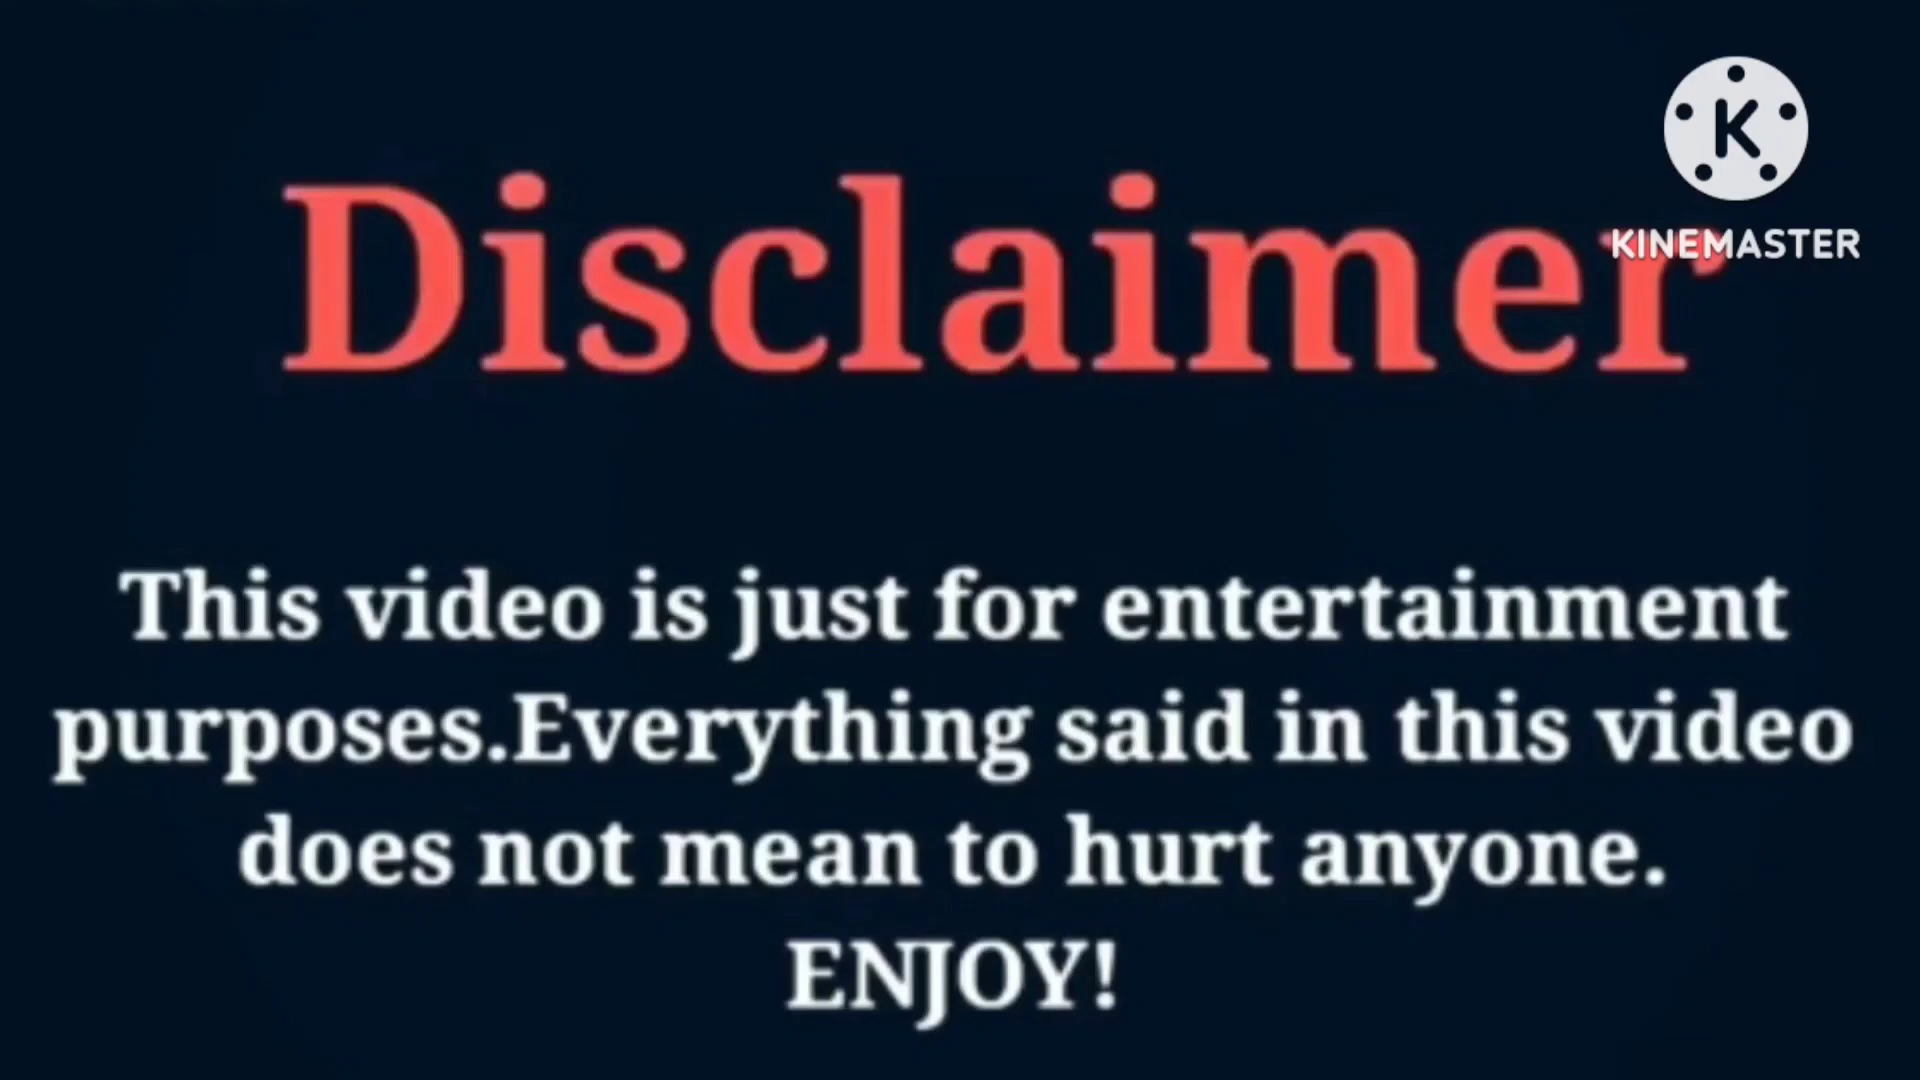 K
KINEMASTER
Disclaimer
This video is just for entertainment
purposes.Everything said in this video
does not mean to hurt anyone.
ENJOY!